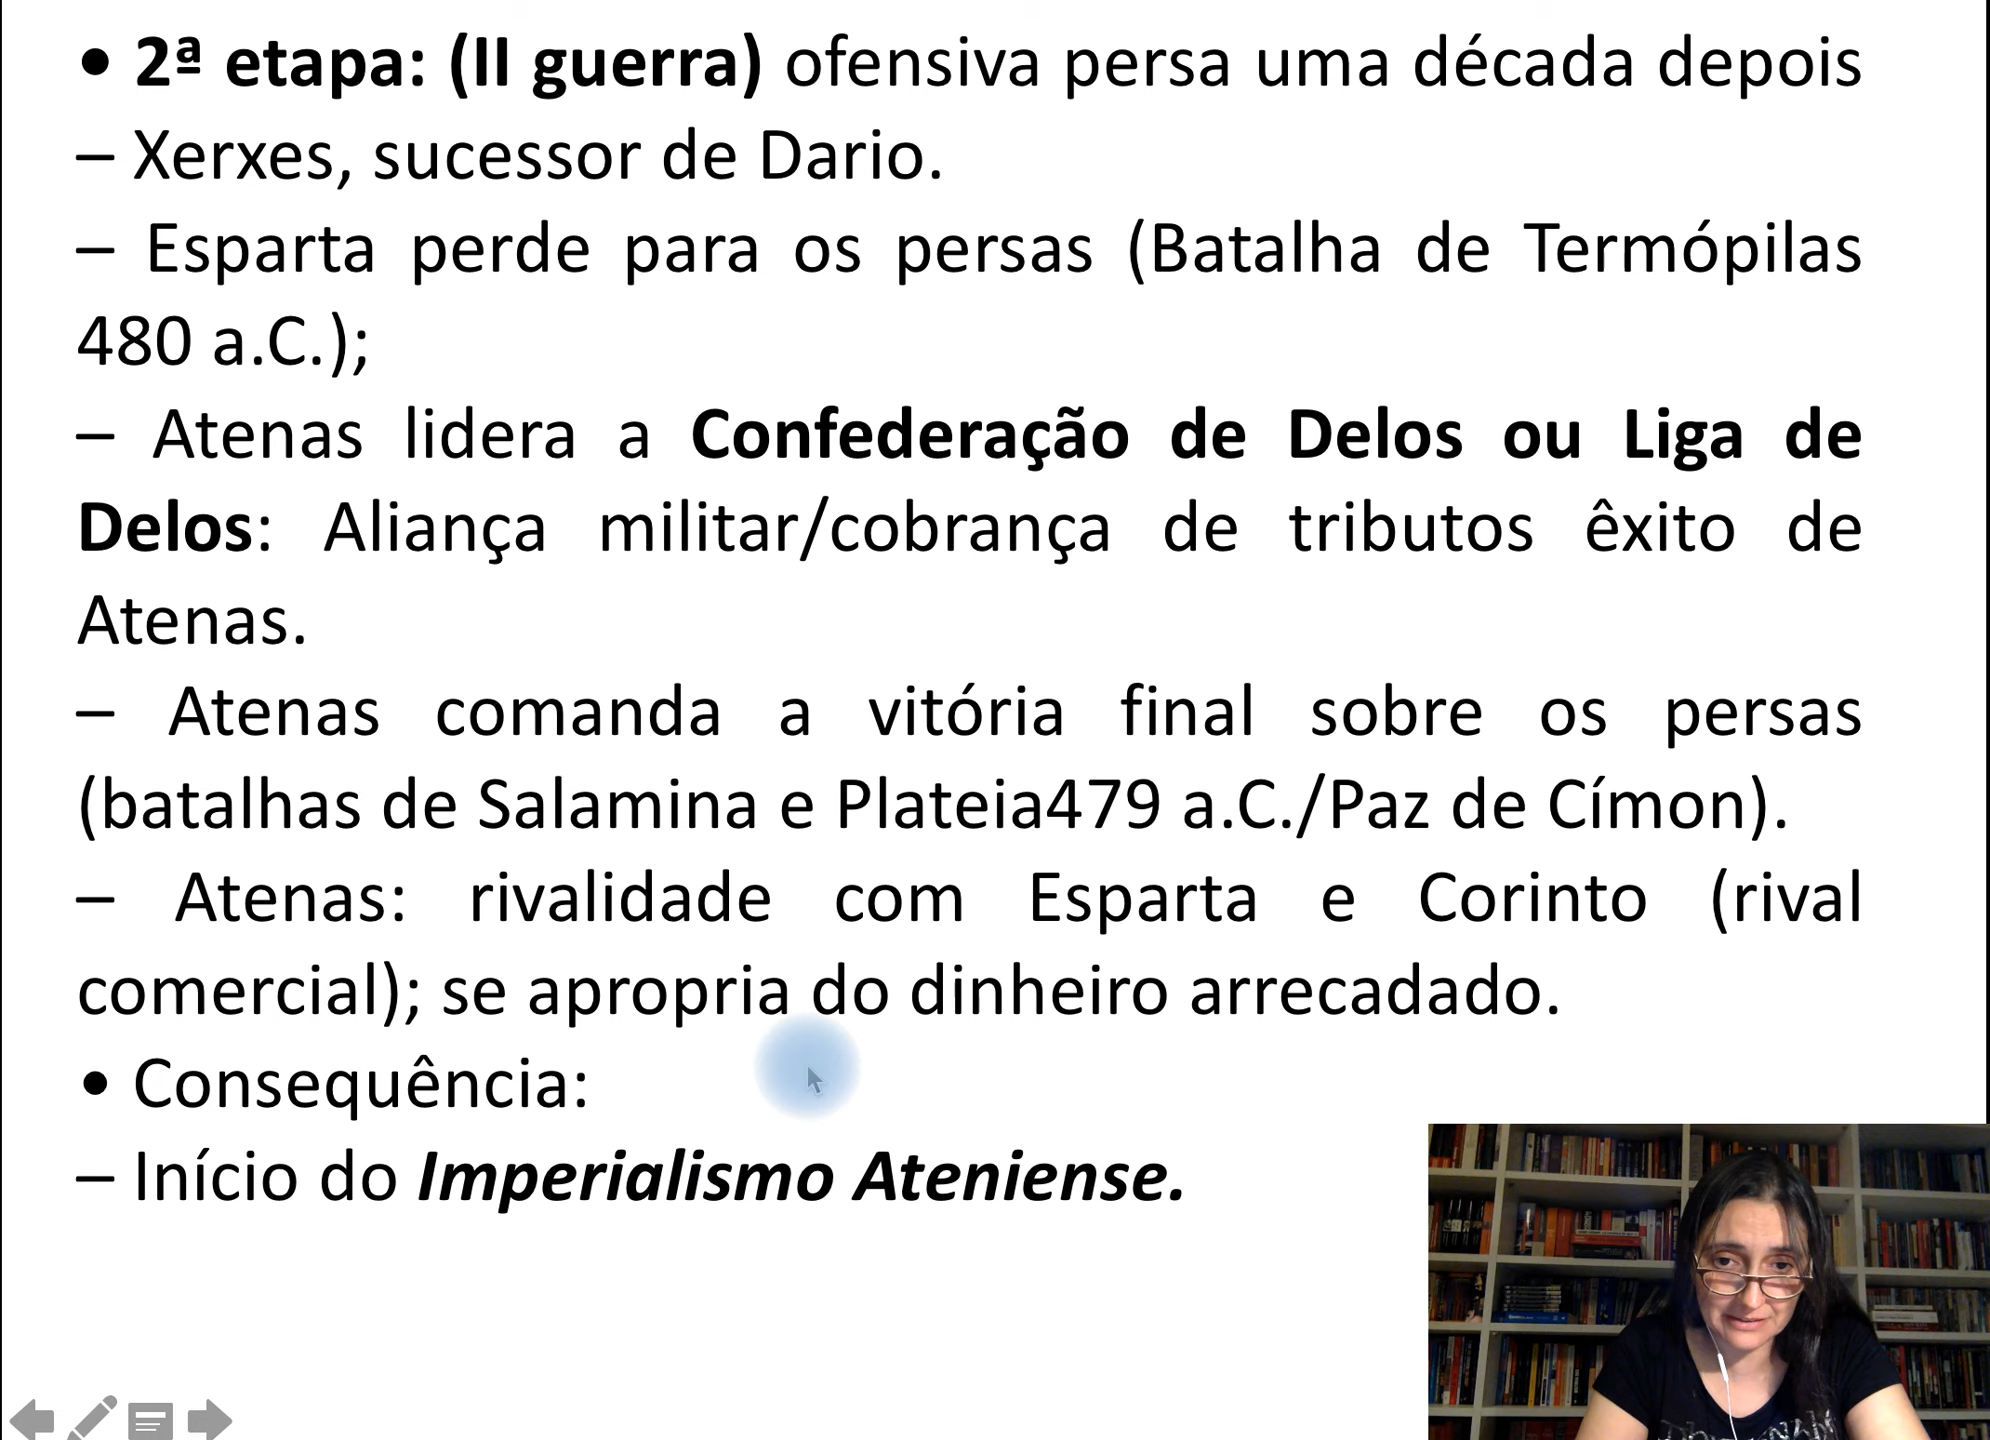 • 2ª etapa: (II guerra) ofensiva persa uma década depois
– Xerxes, sucessor de Dario.
– Esparta perde para os persas (Batalha de Termópilas
480 a.C.);
– Atenas lidera a Confederação de Delos ou Liga de
Delos: Aliança militar/cobrança de tributos êxito de
Atenas.
– Atenas comanda a vitória final sobre os persas
(batalhas de Salamina e Plateia479 a.C./Paz de Címon).
– Atenas: rivalidade com Esparta e Corinto (rival
comercial); se apropria do dinheiro arrecadado.
• Consequência:
– Início do Imperialismo Ateniense.